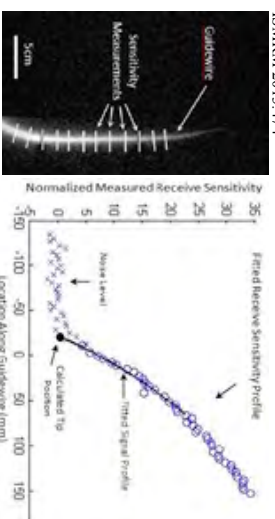 Guidewire
Sensitivity
Measurements
5cm
Fitted Receive Sensitivity Profile
Normalized Measured Receive Sensitivity
35
30
25
20
15
10
5
0
-5
Noise Level
Fitted Signal Profile
Calculated Tip
Position
-150
-100
-50
0
50
100
150
Location Along Guidewire (mm)